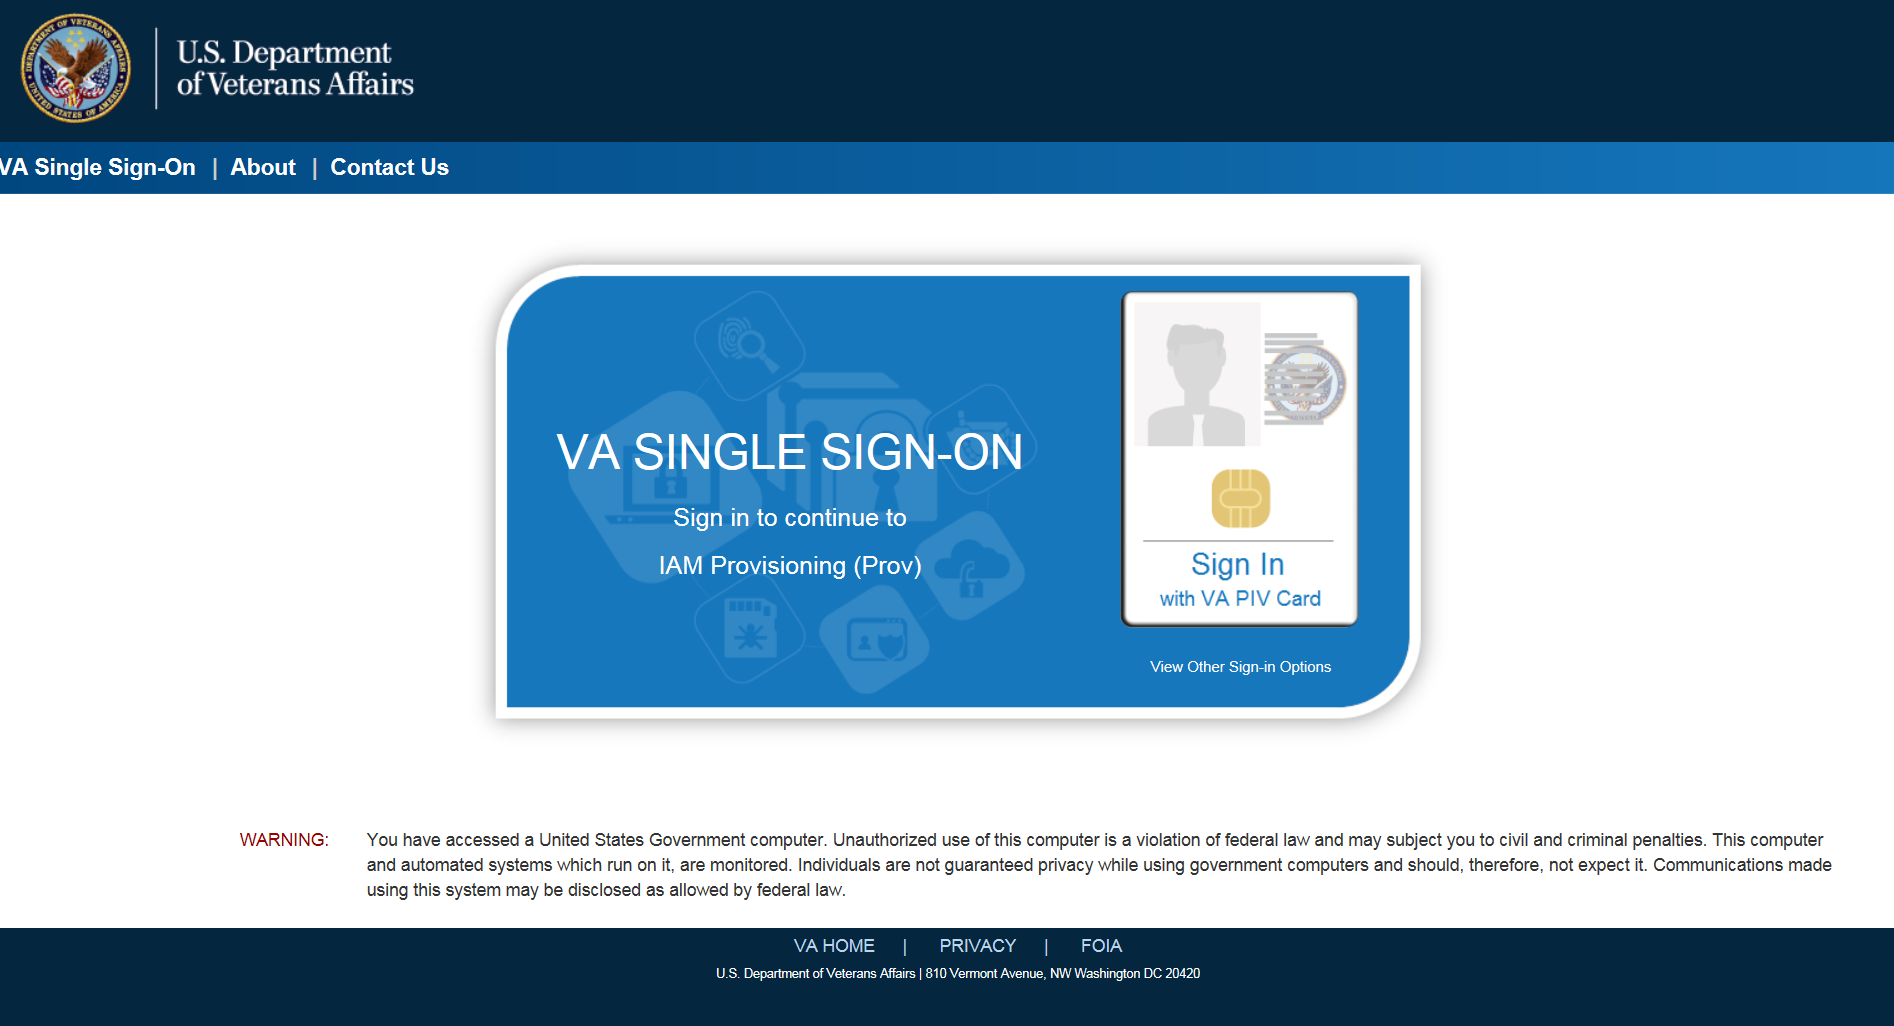 U.S. Department
of Veterans Affairs
VA Single Sign-On | About | Contact Us
VA SINGLE SIGN-ON
Sign in to continue to
IAM Provisioning (Prov)
Sign In
with VA PIV Card
View Other Sign-in Options
WARNING: You have accessed a United States Government computer. Unauthorized use of this computer is a violation of federal law and may subject you to civil and criminal penalties. This computer
and automated systems which run on it, are monitored. Individuals are not guaranteed privacy while using government computers and should, therefore, not expect it. Communications made
using this system may be disclosed as allowed by federal law.
VA HOME | PRIVACY | FOIA
U.S. Department of Veterans Affairs | 810 Vermont Avenue, NW Washington DC 20420